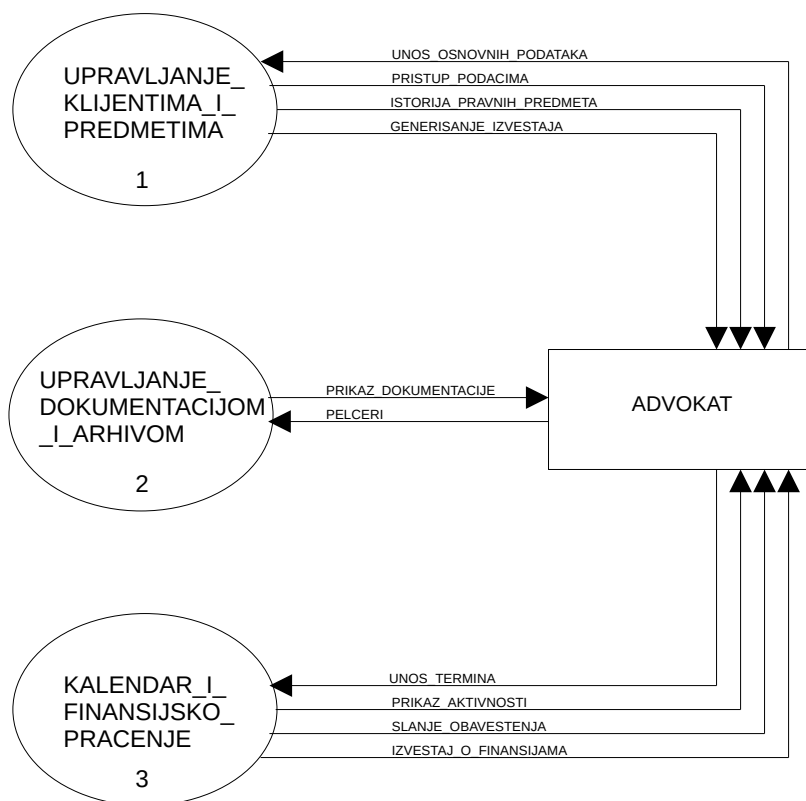 UNOS_OSNOVNIH_PODATAKA
UPRAVLJANJE_
KLIJENTIMA_I_
PREDMETIMA
1
PRISTUP_PODACIMA
ISTORIJA_PRAVNIH_PREDMETA
GENERISANJE_IZVESTAJA
UPRAVLJANJE_
DOKUMENTACIJOM
_I_ARHIVOM
2
PRIKAZ_DOKUMENTACIJE
PELCERI
ADVOKAT
KALENDAR_I_
FINANSIJSKO_
PRACENJE
3
UNOS_TERMINA
PRIKAZ_AKTIVNOSTI
SLANJE_OBAVESTENJA
IZVESTAJ_O_FINANSIJAMA